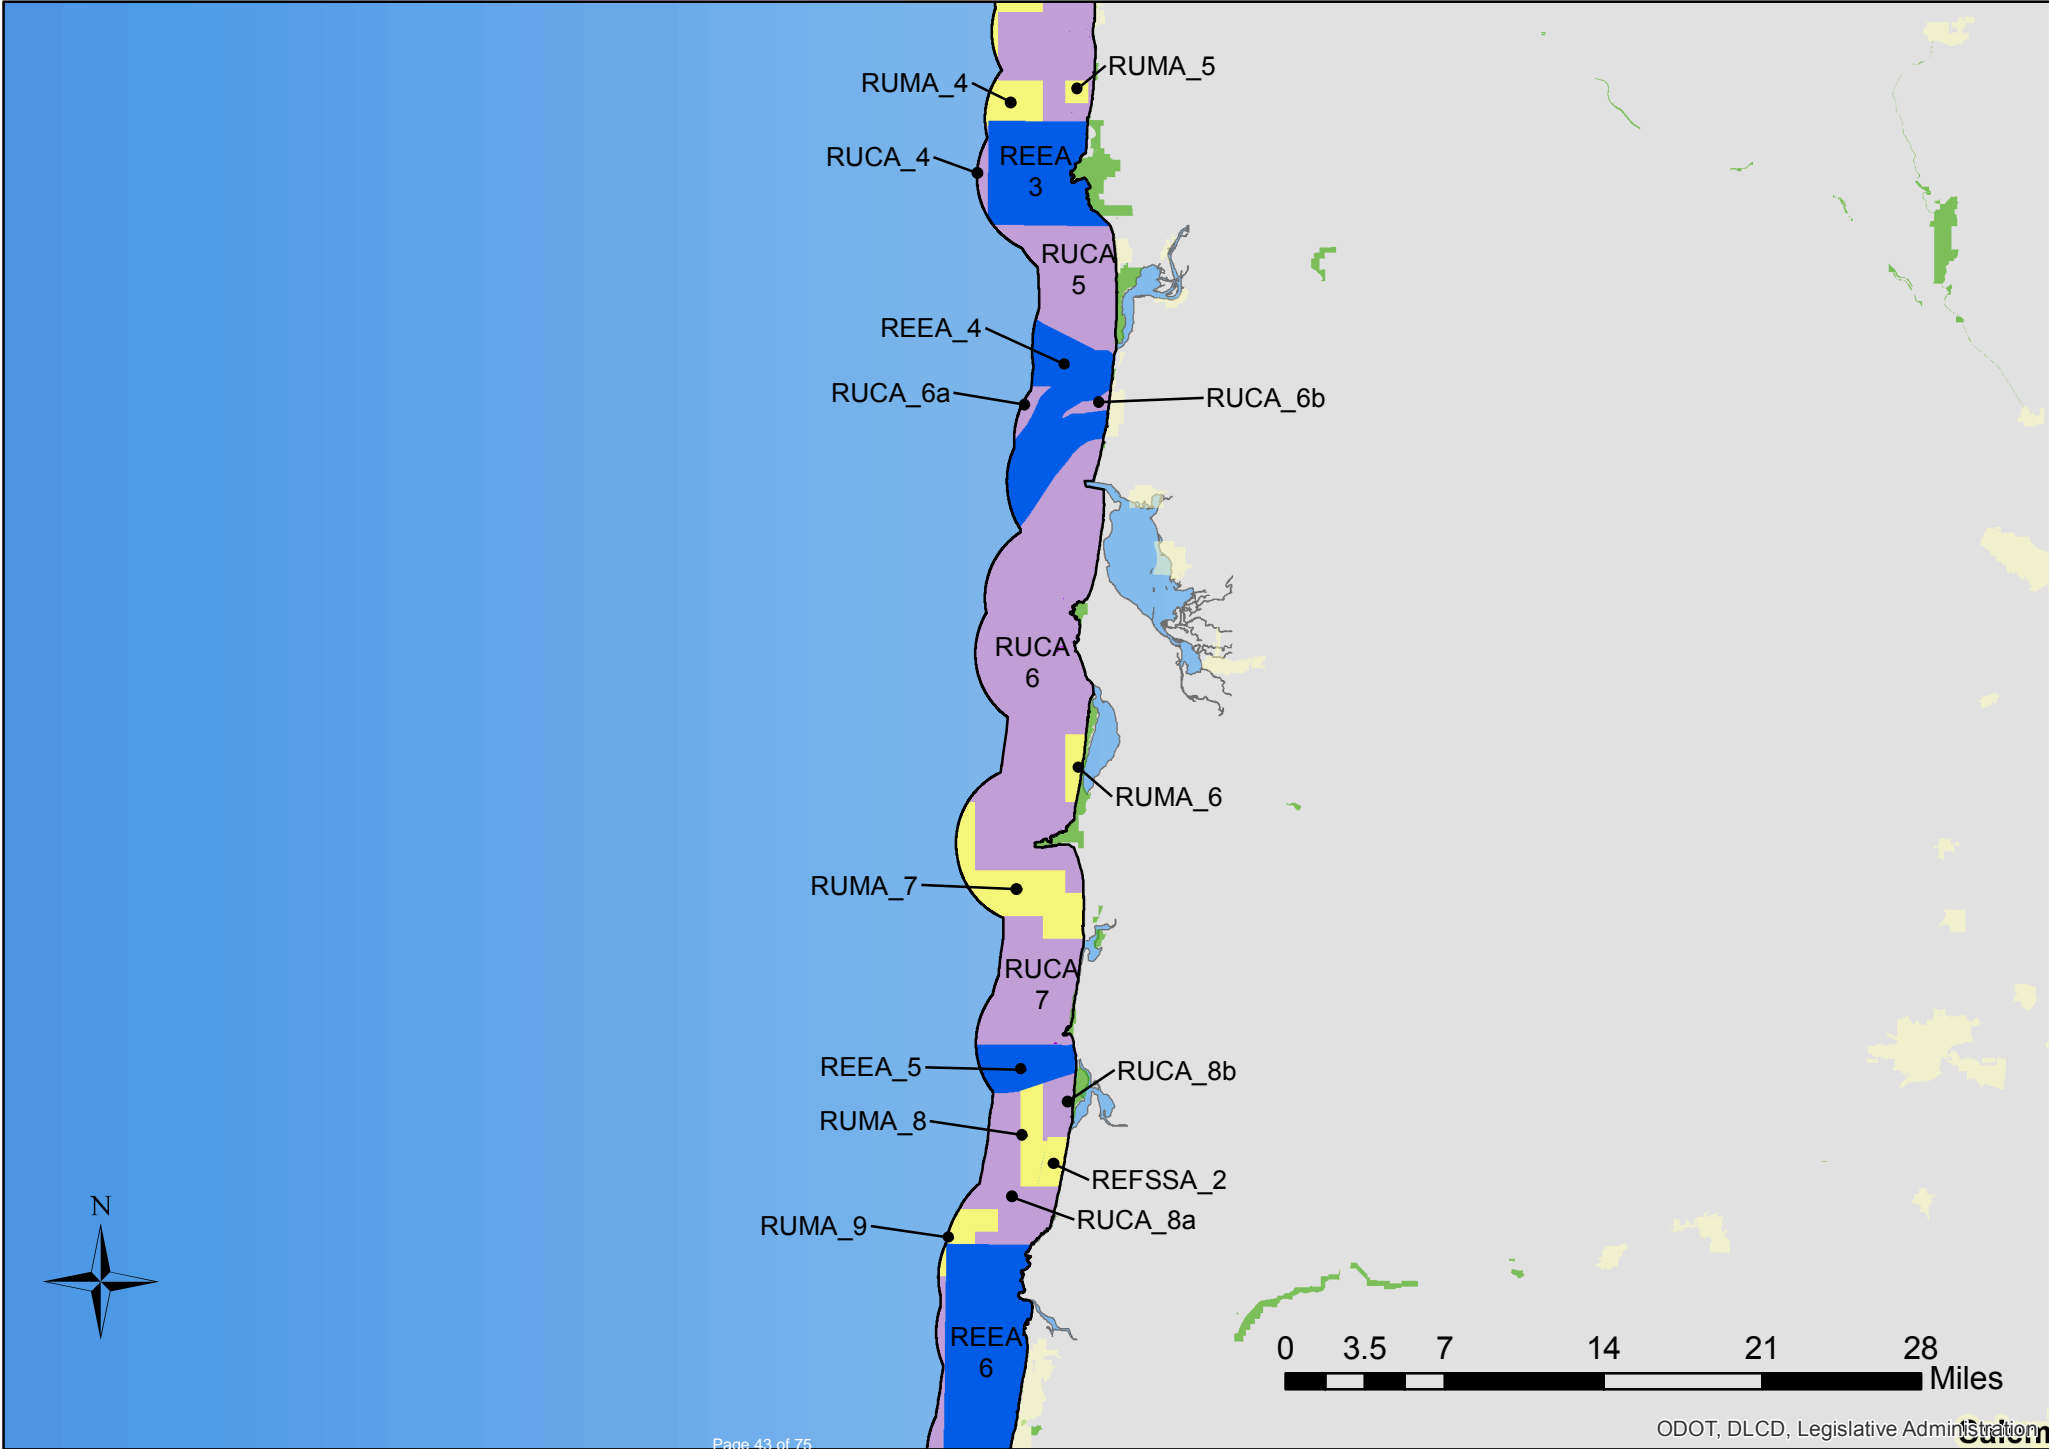 RUMA_5
RUMA_4
RUCA_4
REEA
3
RUCA
5
REEA_4
RUCA_6a
RUCA_6b
RUCA
6
RUMA_6
RUMA_7
RUCA
7
REEA_5
RUCA_8b
RUMA_8
REFSSA_2
RUCA_8a
RUMA_9
N
REEA
6
0 3.5 7 14 21 28
Miles
ODOT, DLCD, Legislative Administration
Salem
Page 43 of 75